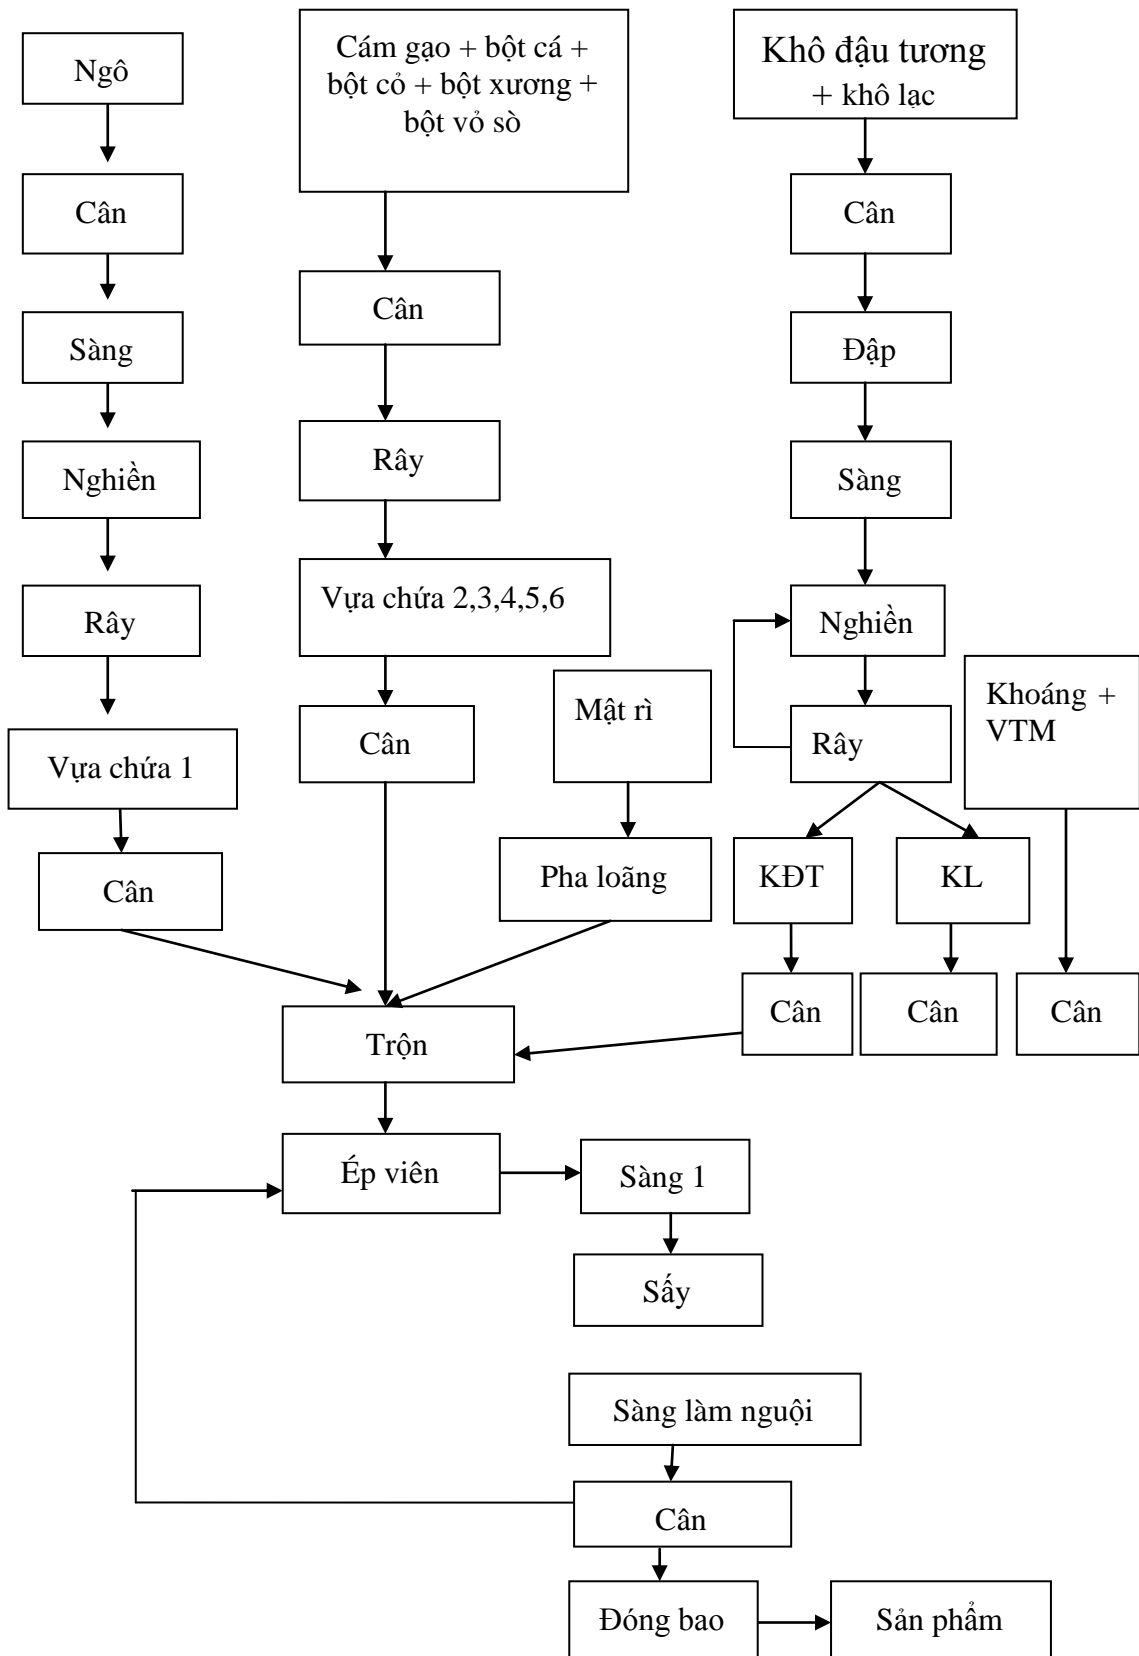 Ngô
Cám gạo + bột cá +
bột cỏ + bột xương +
bột vỏ sò
Khô đậu tương
+ khô lạc
Cân
Cân
Cân
Sàng
Đập
Rây
Nghiền
Sàng
Vựa chứa 2,3,4,5,6
Rây
Nghiền
Mật rì
Khoáng +
VTM
Vựa chứa 1
Cân
Rây
Cân
Pha loãng
KĐT
KL
Cân
Cân
Cân
Trộn
Ép viên
Sàng 1
Sấy
Sàng làm nguội
Cân
Đóng bao
Sản phẩm